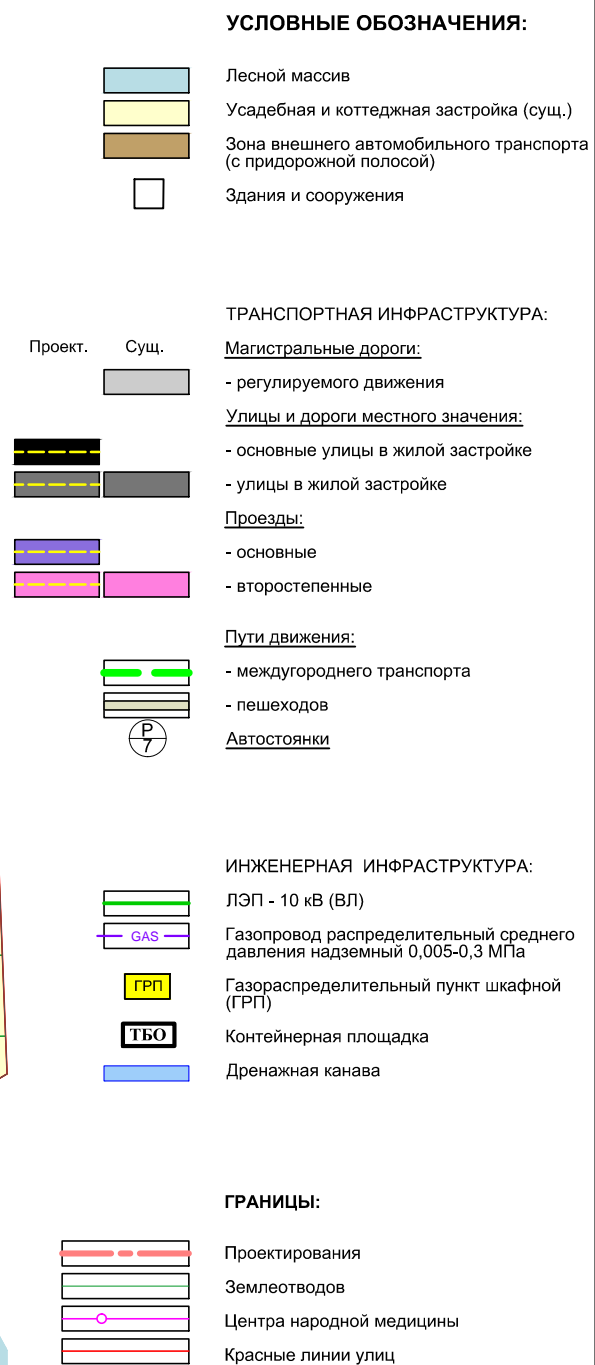 УСЛОВНЫЕ ОБОЗНАЧЕНИЯ:
Лесной массив
Усадебная и коттеджная застройка (сущ.)
Зона внешнего автомобильного транспорта
(с придорожной полосой)
Здания и сооружения
ТРАНСПОРТНАЯ ИНФРАСТРУКТУРА:
Проект. Сущ. Магистральные дороги:
- регулируемого движения
Улицы и дороги местного значения:
- основные улицы в жилой застройке
- улицы в жилой застройке
Проезды:
- основные
- второстепенные
Пути движения:
- междугороднего транспорта
- пешеходов
P
7
Автостоянки
ИНЖЕНЕРНАЯ ИНФРАСТРУКТУРА:
ЛЭП - 10 кВ (ВЛ)
GAS Газопровод распределительный среднего
давления надземный 0,005-0,3 МПа
ГРП Газораспределительный пункт шкафной
(ГРП)
ТБО Контейнерная площадка
Дренажная канава
ГРАНИЦЫ:
Проектирования
Землеотводов
Центра народной медицины
Красные линии улиц